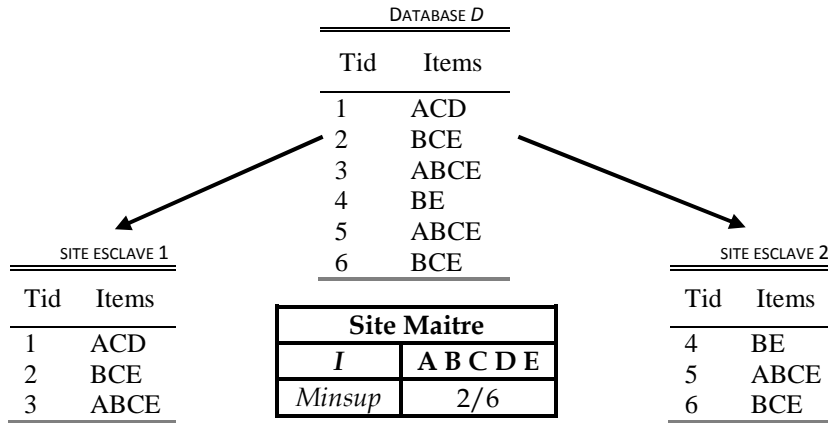 DATABASE D
Tid Items
1 ACD
2 BCE
3 ABCE
4 BE
5 ABCE
6 BCE
SITE ESCLAVE 1
Tid Items
1 ACD
2 BCE
3 ABCE
Site Maitre
I A B C D E
Minsup 2/6
SITE ESCLAVE 2
Tid Items
4 BE
5 ABCE
6 BCE